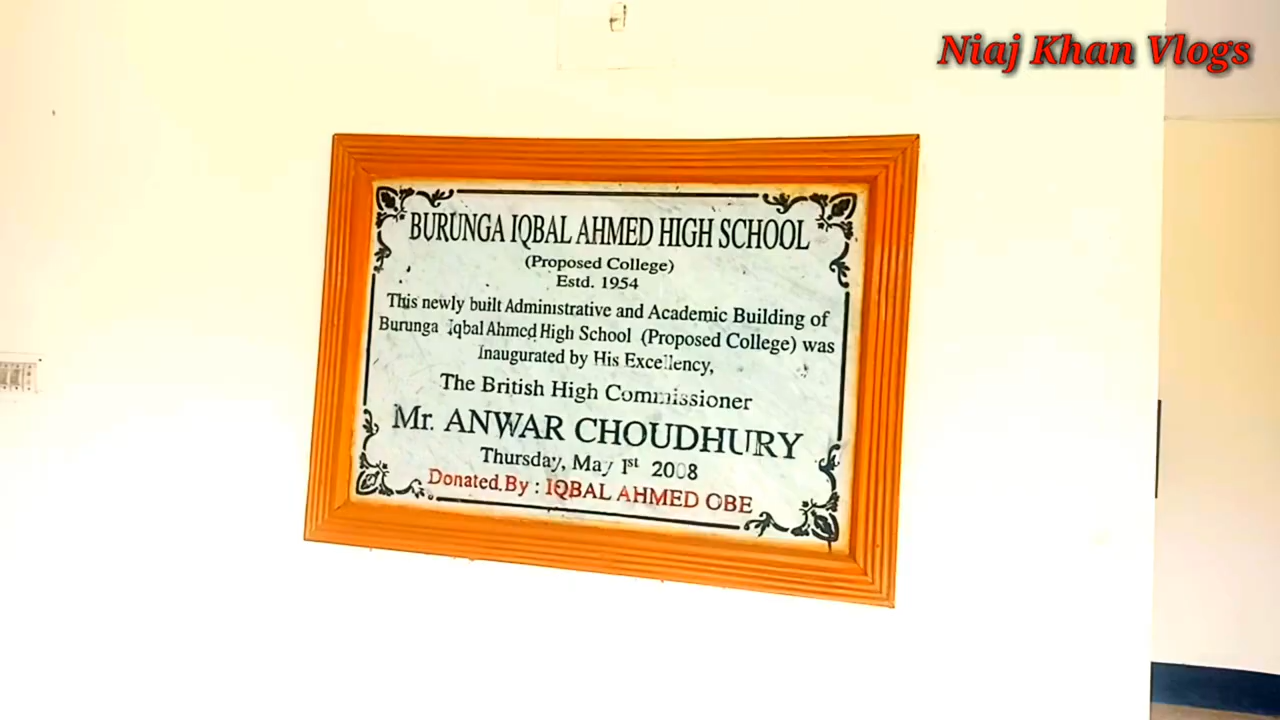 Niaj Khan Vlogs
BURUNGA IQBAL AHMED HIGH SCHOOL
(Proposed College)
Estd. 1954
This newly built Administrative and Academic Building of
Burunga Iqbal Ahmed High School (Proposed College) was
Inaugurated by His Excellency,
The British High Commissioner
Mr. ANWAR CHOUDHURY
Thursday, May 1st 2008
Donated By : IQBAL AHMED OBE